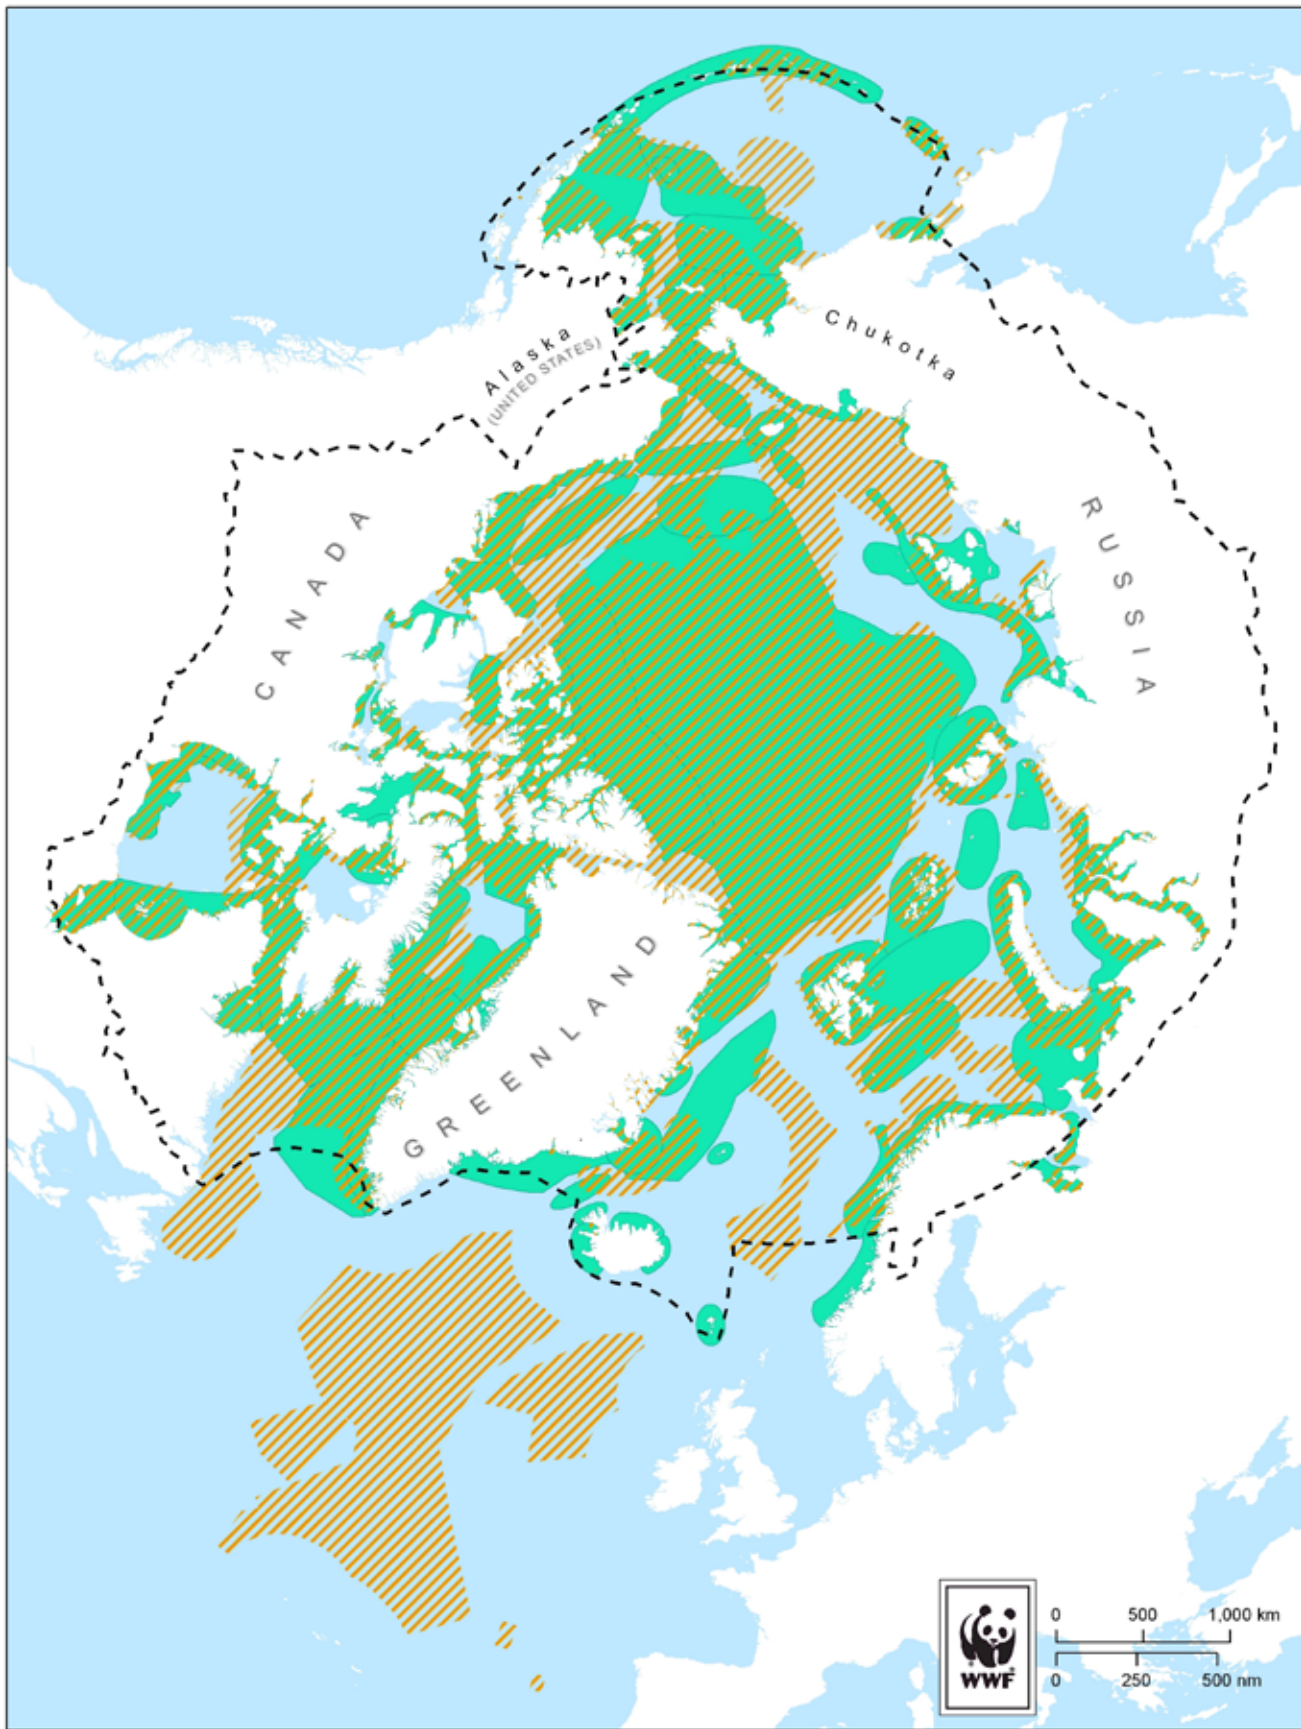 Chukotka
Alaska
(UNITED STATES)
CANADA
RUSSIA
GREENLAND
WWF
0 500 1,000 km
0 250 500 nm